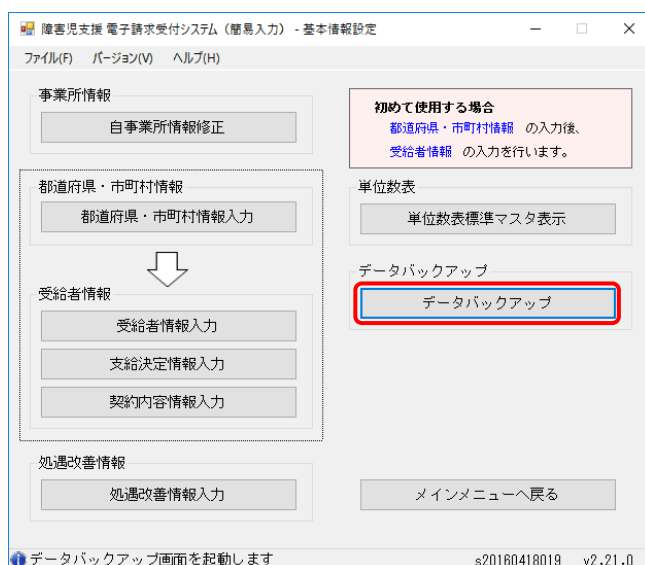 障害児支援 電子請求受付システム（簡易入力） - 基本情報設定
ファイル(F) バージョン(V) ヘルプ(H)
事業所情報
自事業所情報修正
初めて使用する場合
都道府県・市町村情報 の入力後、
受給者情報 の入力を行います。
都道府県・市町村情報
都道府県・市町村情報入力
単位数表
単位数表標準マスタ表示
データバックアップ
データバックアップ
受給者情報
受給者情報入力
支給決定情報入力
契約内容情報入力
処遇改善情報
処遇改善情報入力
メインメニューへ戻る
データバックアップ画面を起動します s20160418019 v2.21.0